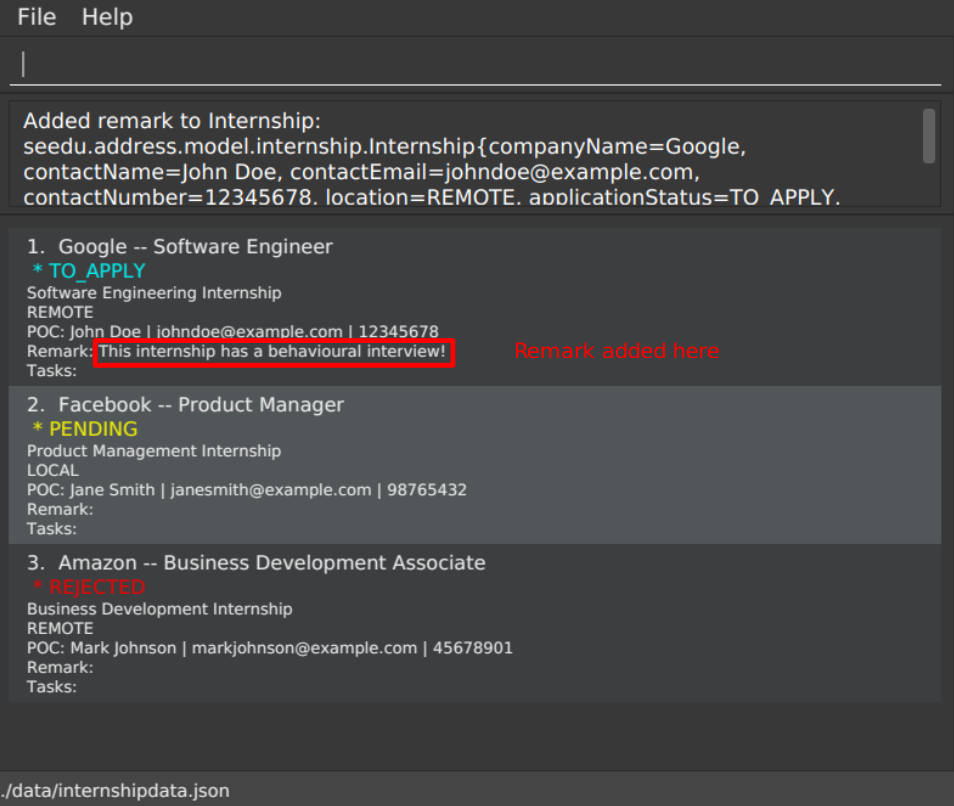 File Help
Added remark to Internship:
seedu.address.model.internship.Internship{companyName=Google,
contactName=John Doe, contactEmail=johndoe@example.com,
contactNumber=12345678, location=REMOTE, applicationStatus=TO_APPLY,
1. Google -- Software Engineer
* TO_APPLY
Software Engineering Internship
REMOTE
POC: John Doe | johndoe@example.com | 12345678
Remark: This internship has a behavioural interview! Remark added here
Tasks:
2. Facebook -- Product Manager
* PENDING
Product Management Internship
LOCAL
POC: Jane Smith | janesmith@example.com | 98765432
Remark:
Tasks:
3. Amazon -- Business Development Associate
* REJECTED
Business Development Internship
REMOTE
POC: Mark Johnson | markjohnson@example.com | 45678901
Remark:
Tasks:
./data/internshipdata.json